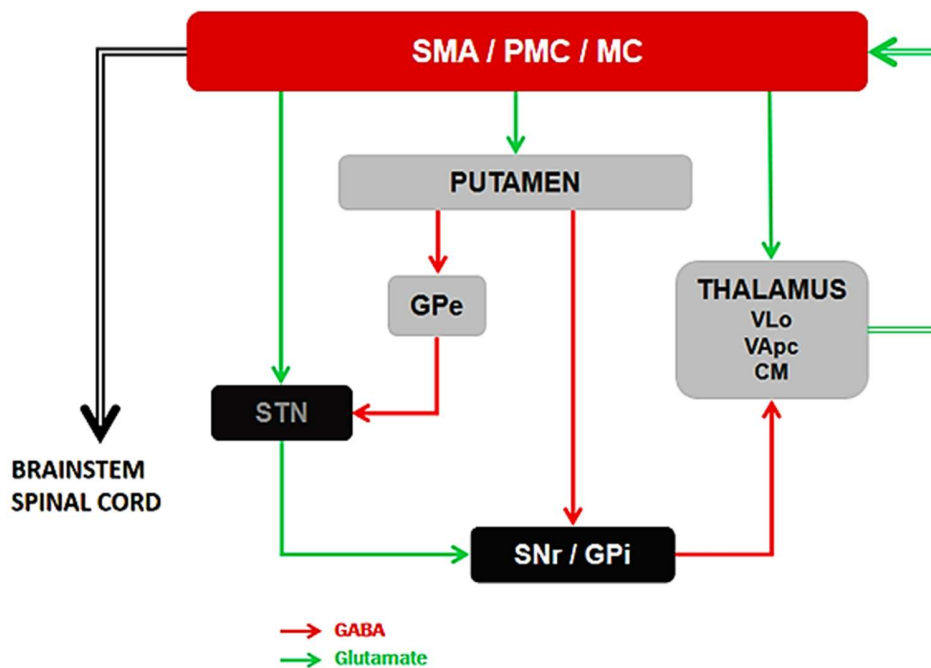 SMA / PMC / MC
PUTAMEN
GPe
THALAMUS
VLo
VApc
CM
STN
BRAINSTEM
SPINAL CORD
SNr / GPi
GABA
Glutamate